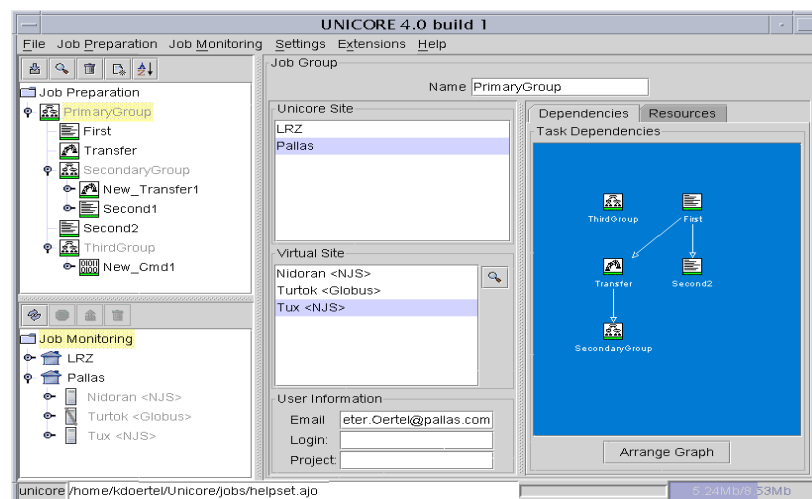 UNICORE 4.0 build 1
File Job Preparation Job Monitoring Settings Extensions Help
Job Preparation
PrimaryGroup
First
Transfer
SecondaryGroup
New_Transfer1
Second1
Second2
ThirdGroup
New_Cmd1
Job Monitoring
LRZ
Pallas
Nidoran <NJS>
Turtok <Globus>
Tux <NJS>
Job Group
Name PrimaryGroup
Unicore Site
LRZ
Pallas
Virtual Site
Nidoran <NJS>
Turtok <Globus>
Tux <NJS>
User Information
Email eter.Oertel@pallas.com
Login:
Project:
Dependencies Resources
Task Dependencies
ThirdGroup First
Transfer Second2
SecondaryGroup
Arrange Graph
unicore /home/kdoertel/Unicore/jobs/helpset.ajo
5.24Mb/8.53Mb